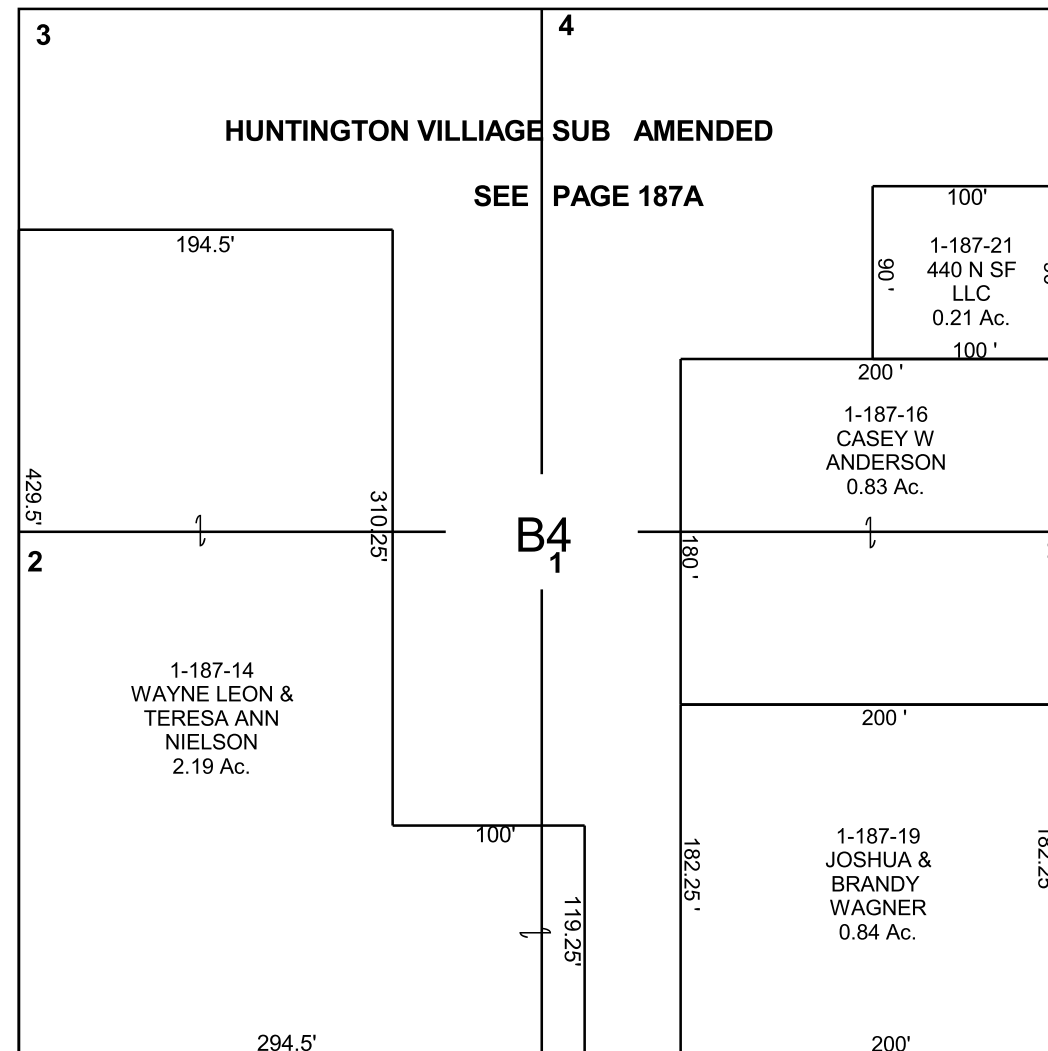 3
4
HUNTINGTON VILLIAGE SUB AMENDED
SEE PAGE 187A
100'
194.5'
90 '
1-187-21
440 N SF
LLC
0.21 Ac.
100 '
200 '
1-187-16
CASEY W
ANDERSON
0.83 Ac.
429.5'
310.25'
B4
1
2
180 '
1-187-14
WAYNE LEON &
TERESA ANN
NIELSON
2.19 Ac.
200 '
100'
182.25 '
1-187-19
JOSHUA &
BRANDY
WAGNER
0.84 Ac.
182.25
119.25'
294.5'
200'